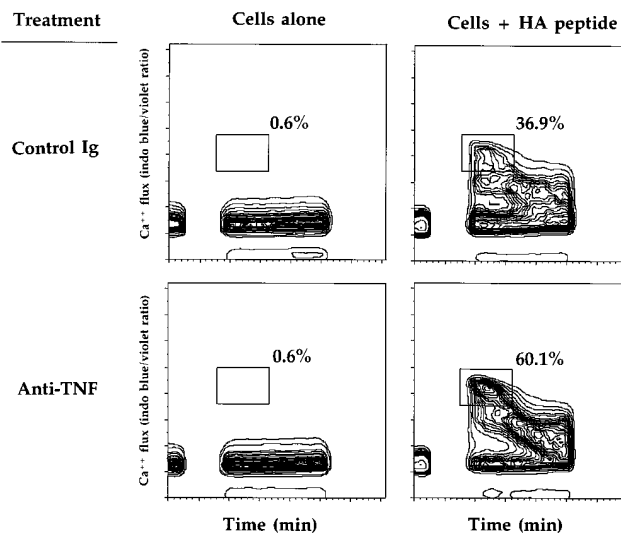 Treatment
Cells alone
Cells + HA peptide
Control Ig
Ca⁺⁺ flux (indo blue/violet ratio)
0.6%
36.9%
Anti-TNF
Ca⁺⁺ flux (indo blue/violet ratio)
0.6%
60.1%
Time (min)
Time (min)